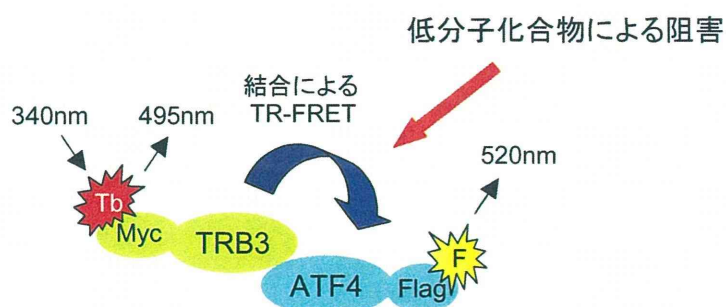 低分子化合物による阻害
結合による
TR-FRET
340nm
495nm
520nm
Tb
Myc
TRB3
F
ATF4
Flag